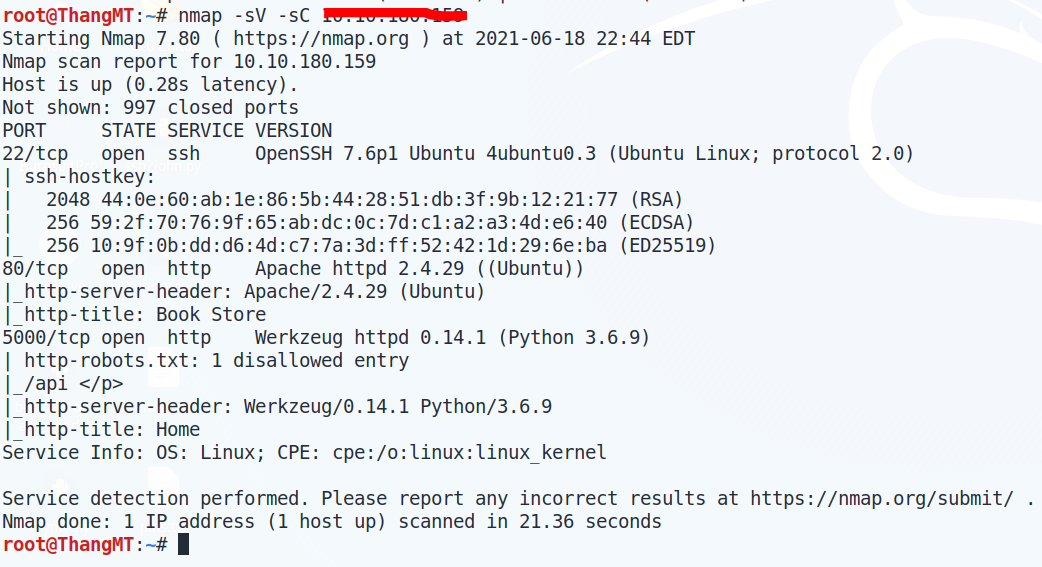 root@ThangMT:~# nmap -sV -sC
Starting Nmap 7.80 ( https://nmap.org ) at 2021-06-18 22:44 EDT
Nmap scan report for 10.10.180.159
Host is up (0.28s latency).
Not shown: 997 closed ports
PORT     STATE SERVICE VERSION
22/tcp   open  ssh     OpenSSH 7.6p1 Ubuntu 4ubuntu0.3 (Ubuntu Linux; protocol 2.0)
| ssh-hostkey:
|   2048 44:0e:60:ab:1e:86:5b:44:28:51:db:3f:9b:12:21:77 (RSA)
|   256 59:2f:70:76:9f:65:ab:dc:0c:7d:c1:a2:a3:4d:e6:40 (ECDSA)
|_  256 10:9f:0b:dd:d6:4d:c7:7a:3d:ff:52:42:1d:29:6e:ba (ED25519)
80/tcp   open  http    Apache httpd 2.4.29 ((Ubuntu))
|_http-server-header: Apache/2.4.29 (Ubuntu)
|_http-title: Book Store
5000/tcp open  http    Werkzeug httpd 0.14.1 (Python 3.6.9)
| http-robots.txt: 1 disallowed entry
|_/api </p>
|_http-server-header: Werkzeug/0.14.1 Python/3.6.9
|_http-title: Home
Service Info: OS: Linux; CPE: cpe:/o:linux:linux_kernel

Service detection performed. Please report any incorrect results at https://nmap.org/submit/ .
Nmap done: 1 IP address (1 host up) scanned in 21.36 seconds
root@ThangMT:~#